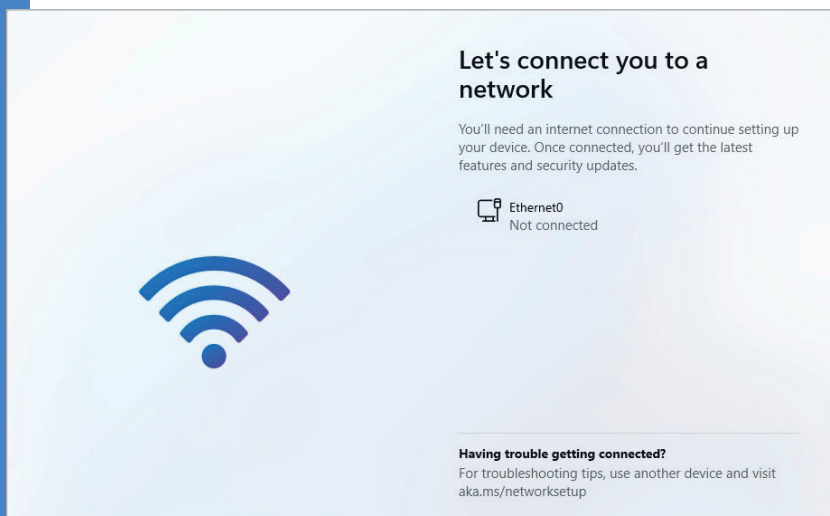 Let's connect you to a
network
You'll need an internet connection to continue setting up
your device. Once connected, you'll get the latest
features and security updates.
Ethernet0
Not connected
Having trouble getting connected?
For troubleshooting tips, use another device and visit
aka.ms/networksetup